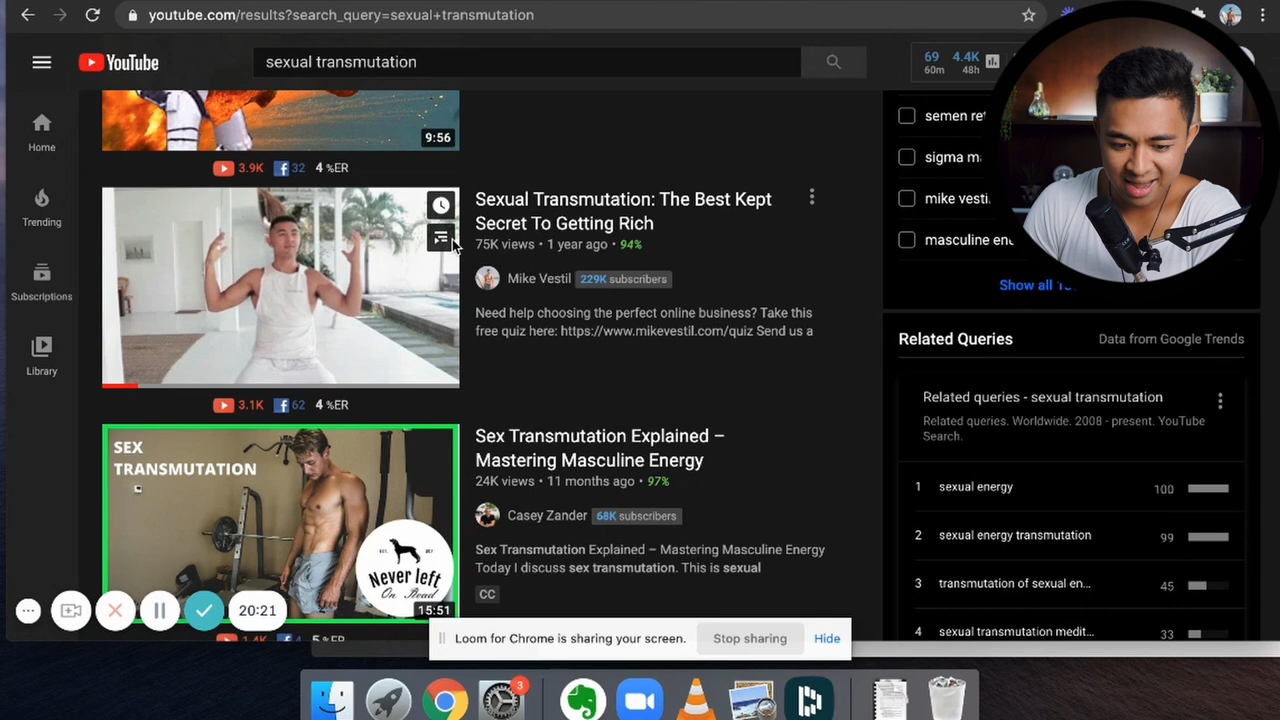 youtube.com/results?search_query=sexual+transmutation
YouTube
sexual transmutation
69 4.4K
60m 48h
Home
Trending
Subscriptions
Library
9:56
3.9K 32 4 %ER
Sexual Transmutation: The Best Kept
Secret To Getting Rich
75K views • 1 year ago • 94%
Mike Vestil 229K subscribers
Need help choosing the perfect online business? Take this
free quiz here: https://www.mikevestil.com/quiz Send us a
3.1K 62 4 %ER
SEX
TRANSMUTATION
EST.
Never left
On Read
15:51
Sex Transmutation Explained –
Mastering Masculine Energy
24K views • 11 months ago • 97%
Casey Zander 68K subscribers
Sex Transmutation Explained – Mastering Masculine Energy
Today I discuss sex transmutation. This is sexual
CC
1.4K 4 5 %ER
semen ret
sigma m
mike vesti
masculine ene
Show all
Related Queries Data from Google Trends
Related queries - sexual transmutation
Related queries. Worldwide. 2008 - present. YouTube
Search.
1 sexual energy 100
2 sexual energy transmutation 99
3 transmutation of sexual en... 45
4 sexual transmutation medit... 33
20:21
Loom for Chrome is sharing your screen. Stop sharing Hide
3